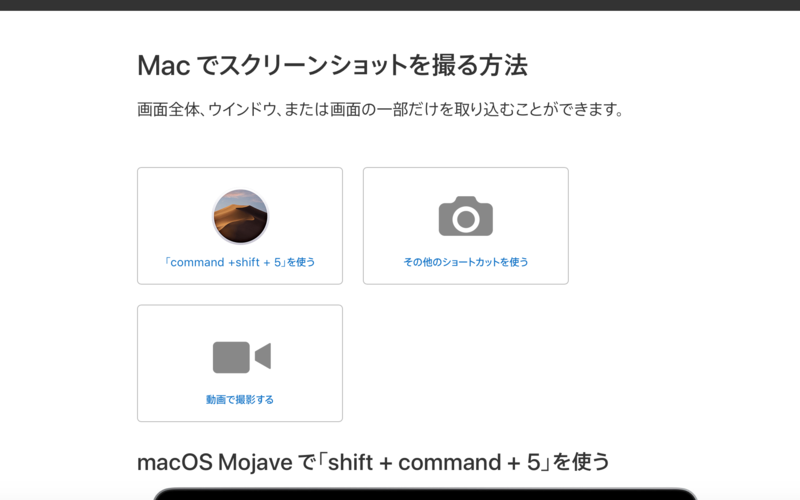 Mac でスクリーンショットを撮る方法
画面全体、ウインドウ、または画面の一部だけを取り込むことができます。
「command +shift + 5」を使う
その他のショートカットを使う
動画で撮影する
macOS Mojave で「shift + command + 5」を使う